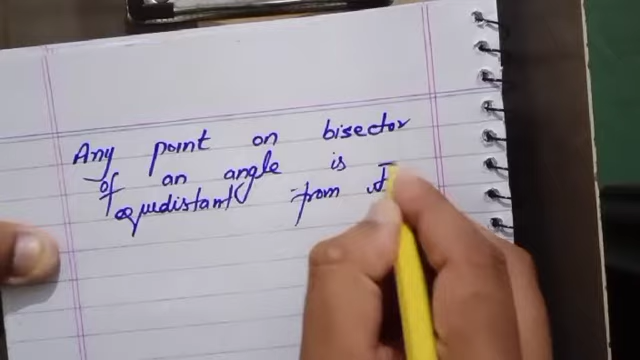 Any point on bisector
of an angle is
equidistant from